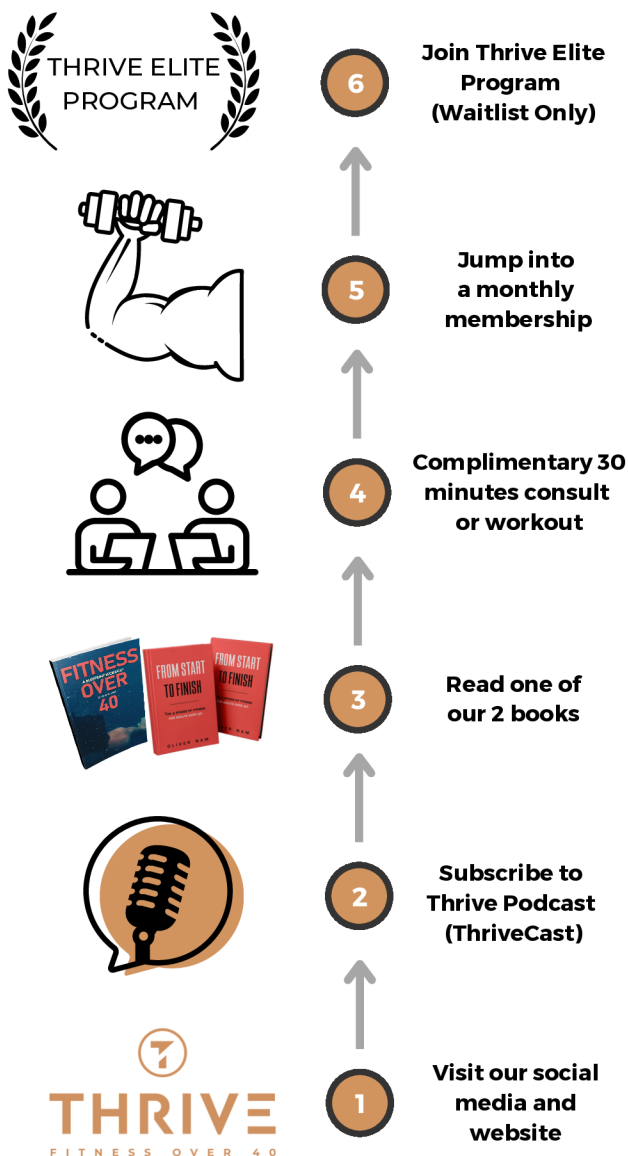 THRIVE ELITE
PROGRAM
6
Join Thrive Elite
Program
(Waitlist Only)
5
Jump into
a monthly
membership
4
Complimentary 30
minutes consult
or workout
FITNESS
OVER
40
FROM START
TO FINISH
OLIVER NAM
FROM START
TO FINISH
3
Read one of
our 2 books
2
Subscribe to
Thrive Podcast
(ThriveCast)
THRIVE
FITNESS OVER 40
1
Visit our social
media and
website